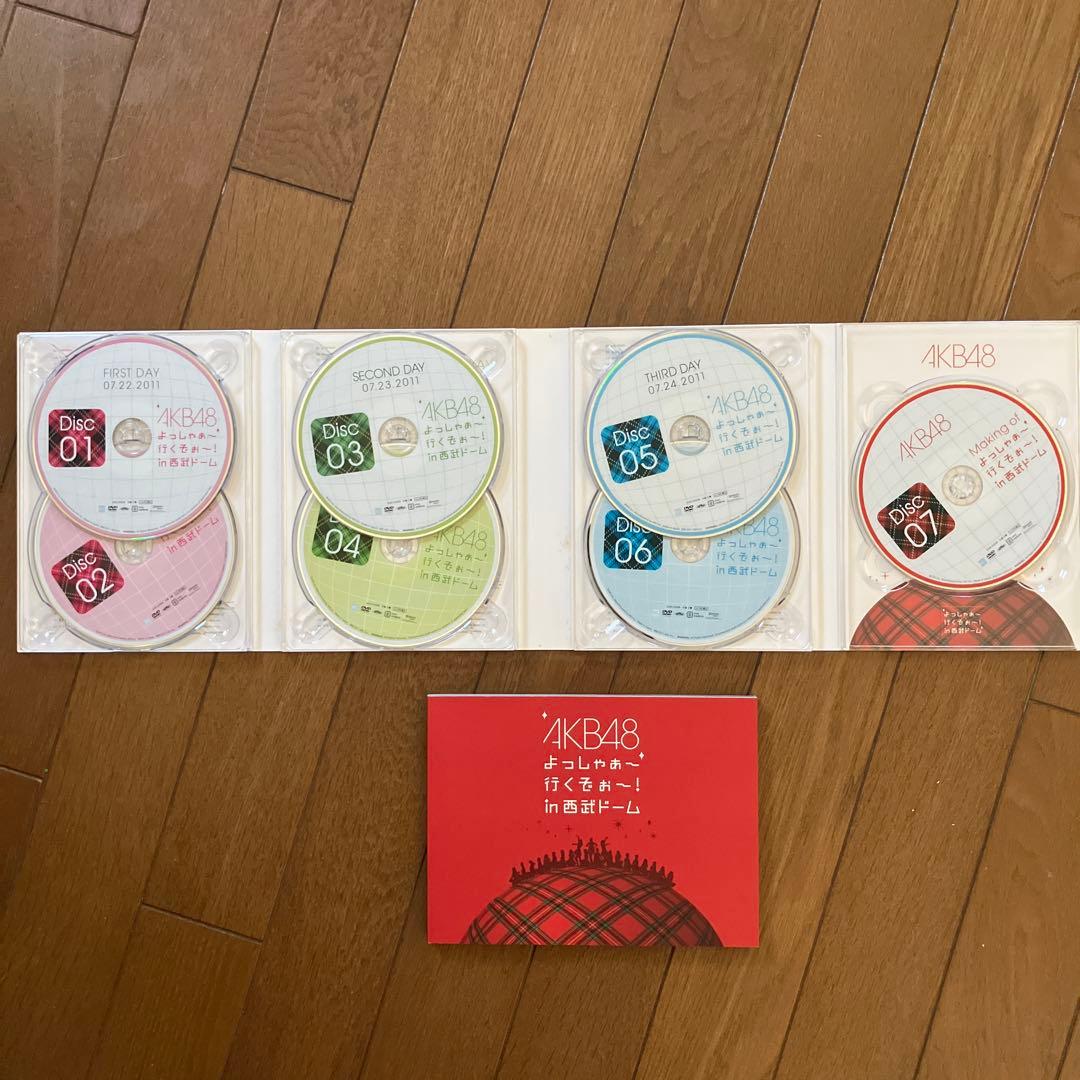 FIRST DAY
07.22.2011
Disc
01
AKB48
よっしゃぁ〜
行くぞぉ〜!
in 西武ドーム
Disc
02
in 西武ドーム
SECOND DAY
07.23.2011
Disc
03
AKB48
よっしゃぁ〜
行くぞぉ〜!
in 西武ドーム
04
AKB48
よっしゃぁ〜
行くぞぉ〜!
in 西武ドーム
THIRD DAY
07.24.2011
Disc
05
AKB48
よっしゃぁ〜
行くぞぉ〜!
in 西武ドーム
Disc
06
AKB48
よっしゃぁ〜
行くぞぉ〜!
in 西武ドーム
AKB48
AKB48
Making of
よっしゃぁ〜
行くぞぉ〜!
in 西武ドーム
Disc
07
よっしゃぁ〜
行くぞぉ〜!
in 西武ドーム
AKB48
よっしゃぁ〜
行くぞぉ〜!
in 西武ドーム